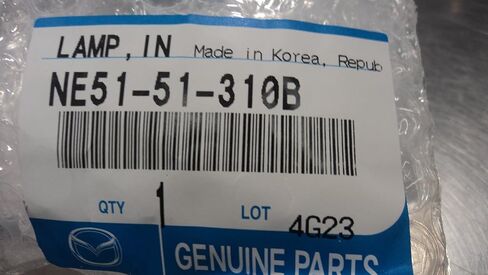 LAMP, IN Made in Korea, Repub
NE51-51-310B
QTY 1 LOT 4G23
GENUINE PARTS